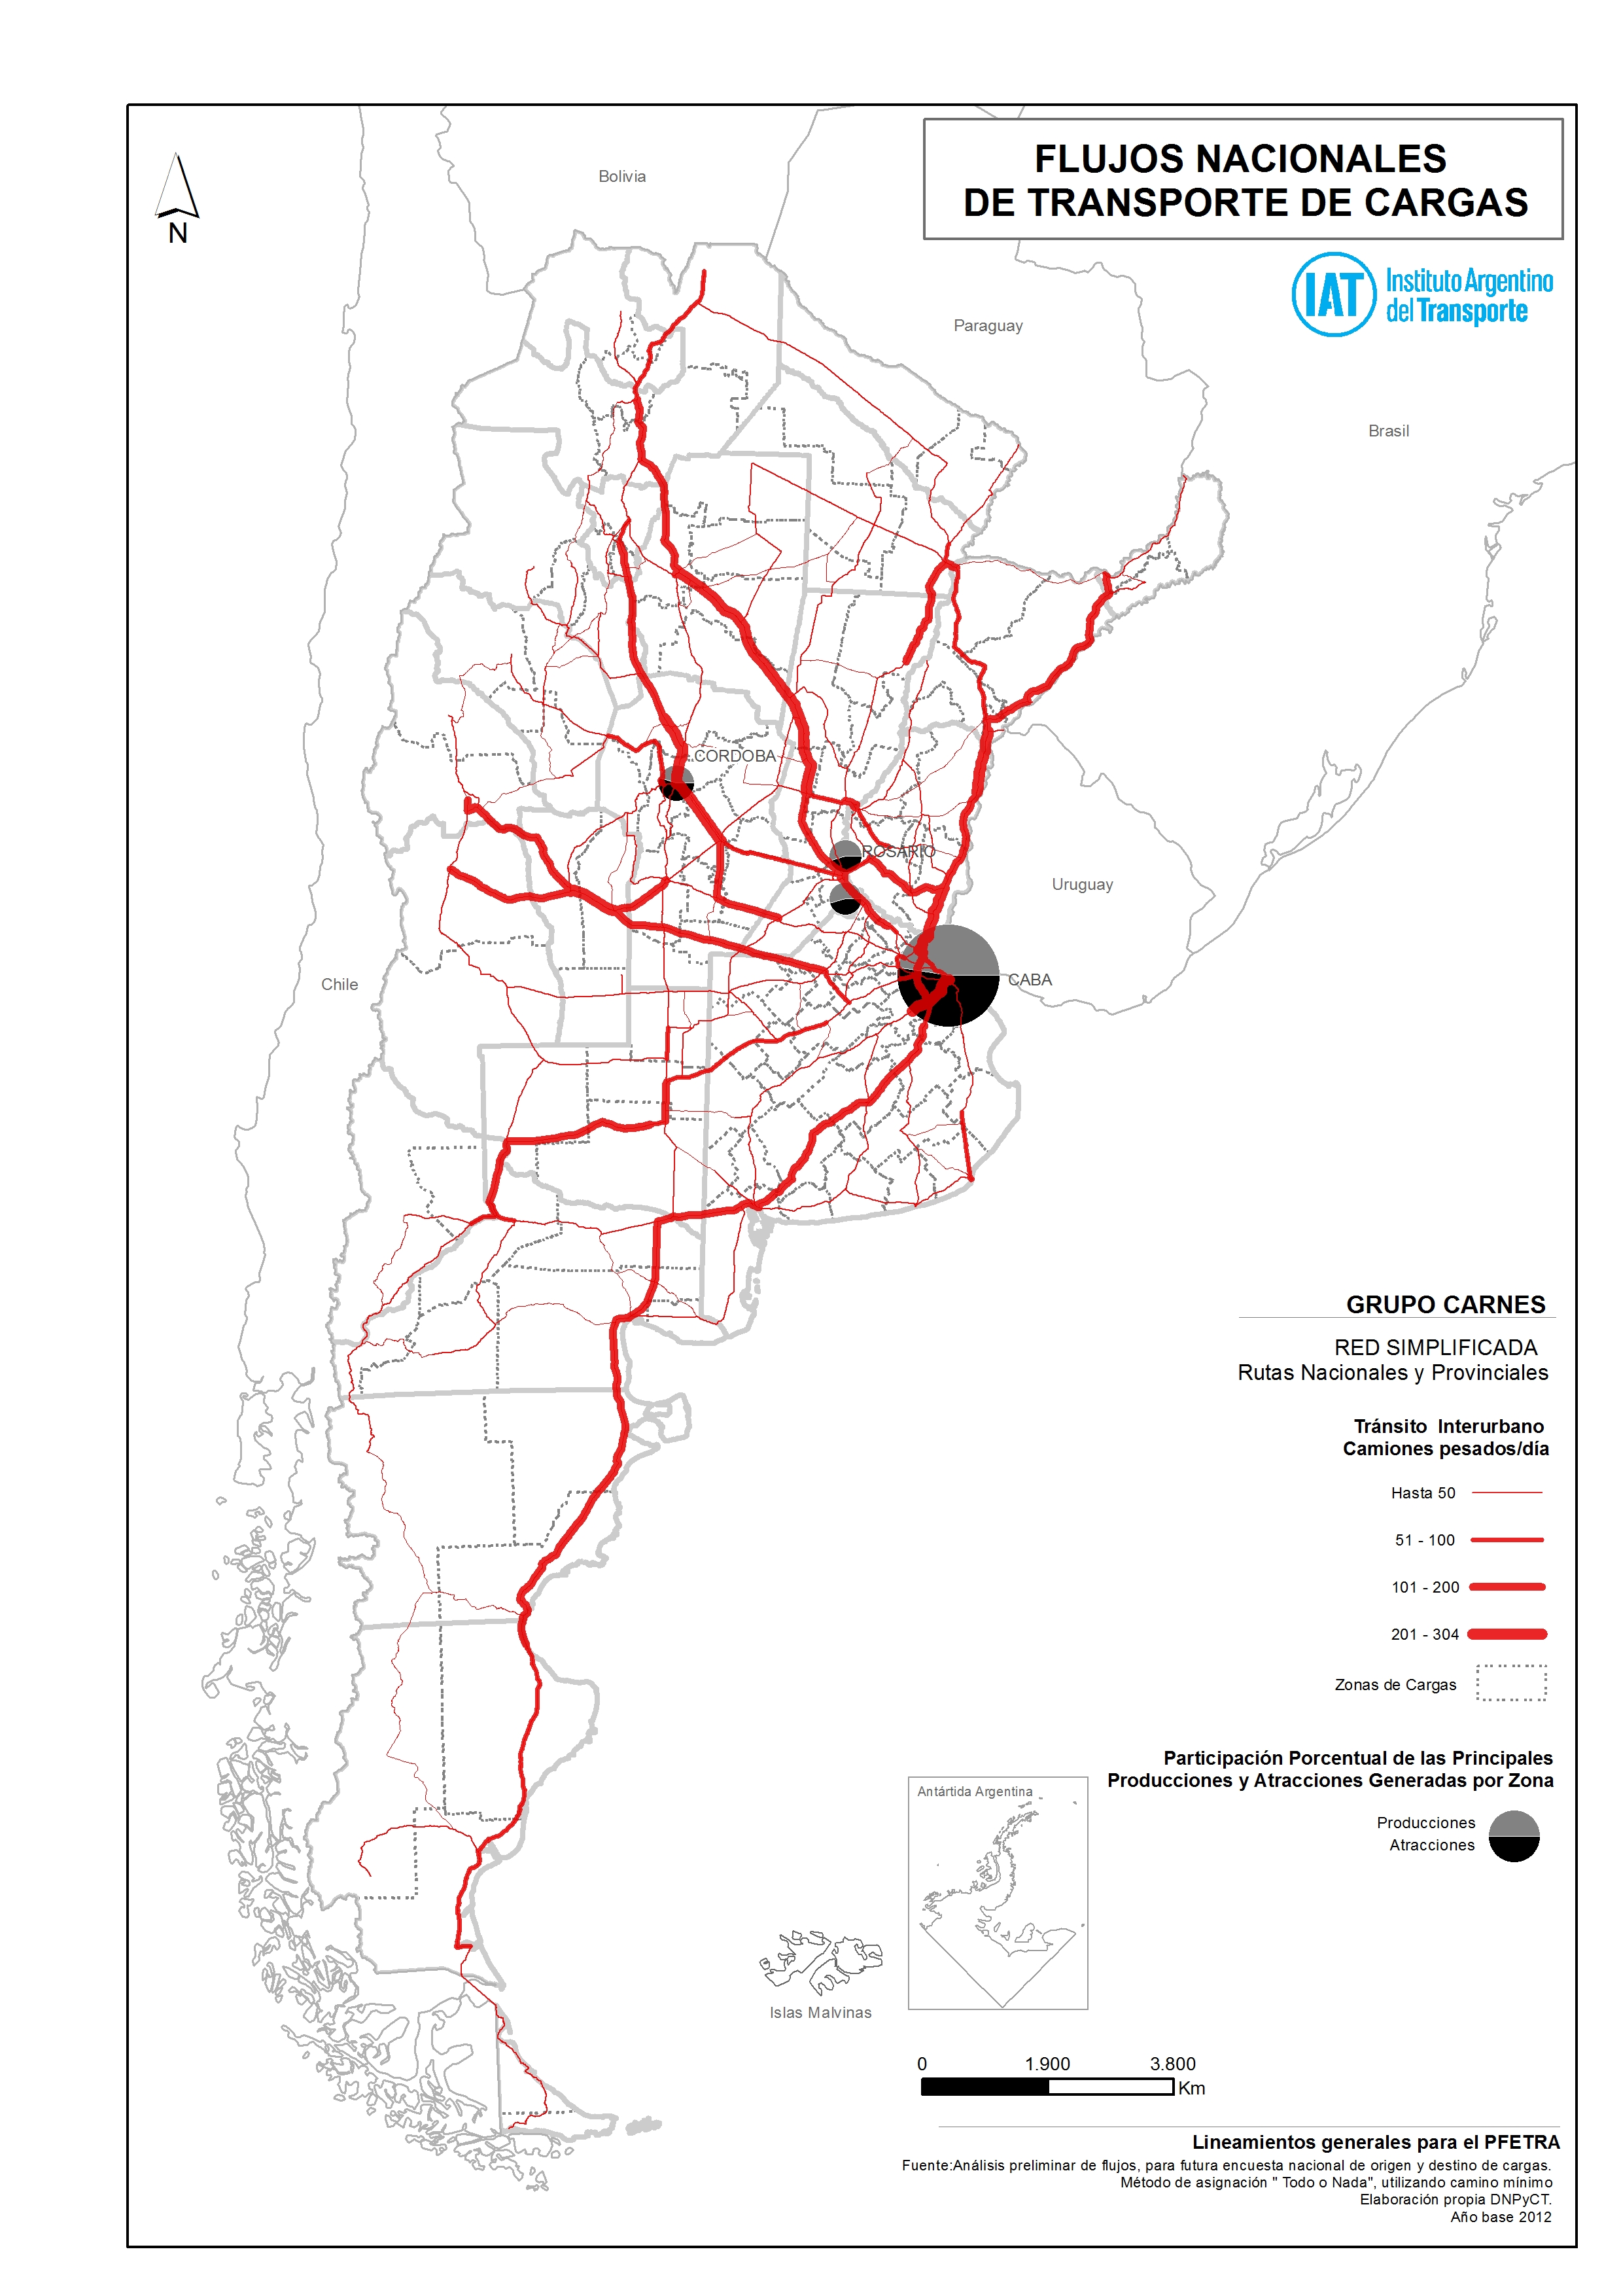 FLUJOS NACIONALES
DE TRANSPORTE DE CARGAS
IAT Instituto Argentino
del Transporte
N
Bolivia
Paraguay
Brasil
CORDOBA
ROSARIO
Uruguay
CABA
Chile
GRUPO CARNES
RED SIMPLIFICADA
Rutas Nacionales y Provinciales
Tránsito Interurbano
Camiones pesados/día
Hasta 50
51 - 100
101 - 200
201 - 304
Zonas de Cargas
Participación Porcentual de las Principales
Producciones y Atracciones Generadas por Zona
Producciones
Atracciones
Antártida Argentina
Islas Malvinas
0 1.900 3.800
Km
Lineamientos generales para el PFETRA
Fuente:Análisis preliminar de flujos, para futura encuesta nacional de origen y destino de cargas.
Método de asignación " Todo o Nada", utilizando camino mínimo
Elaboración propia DNPyCT.
Año base 2012